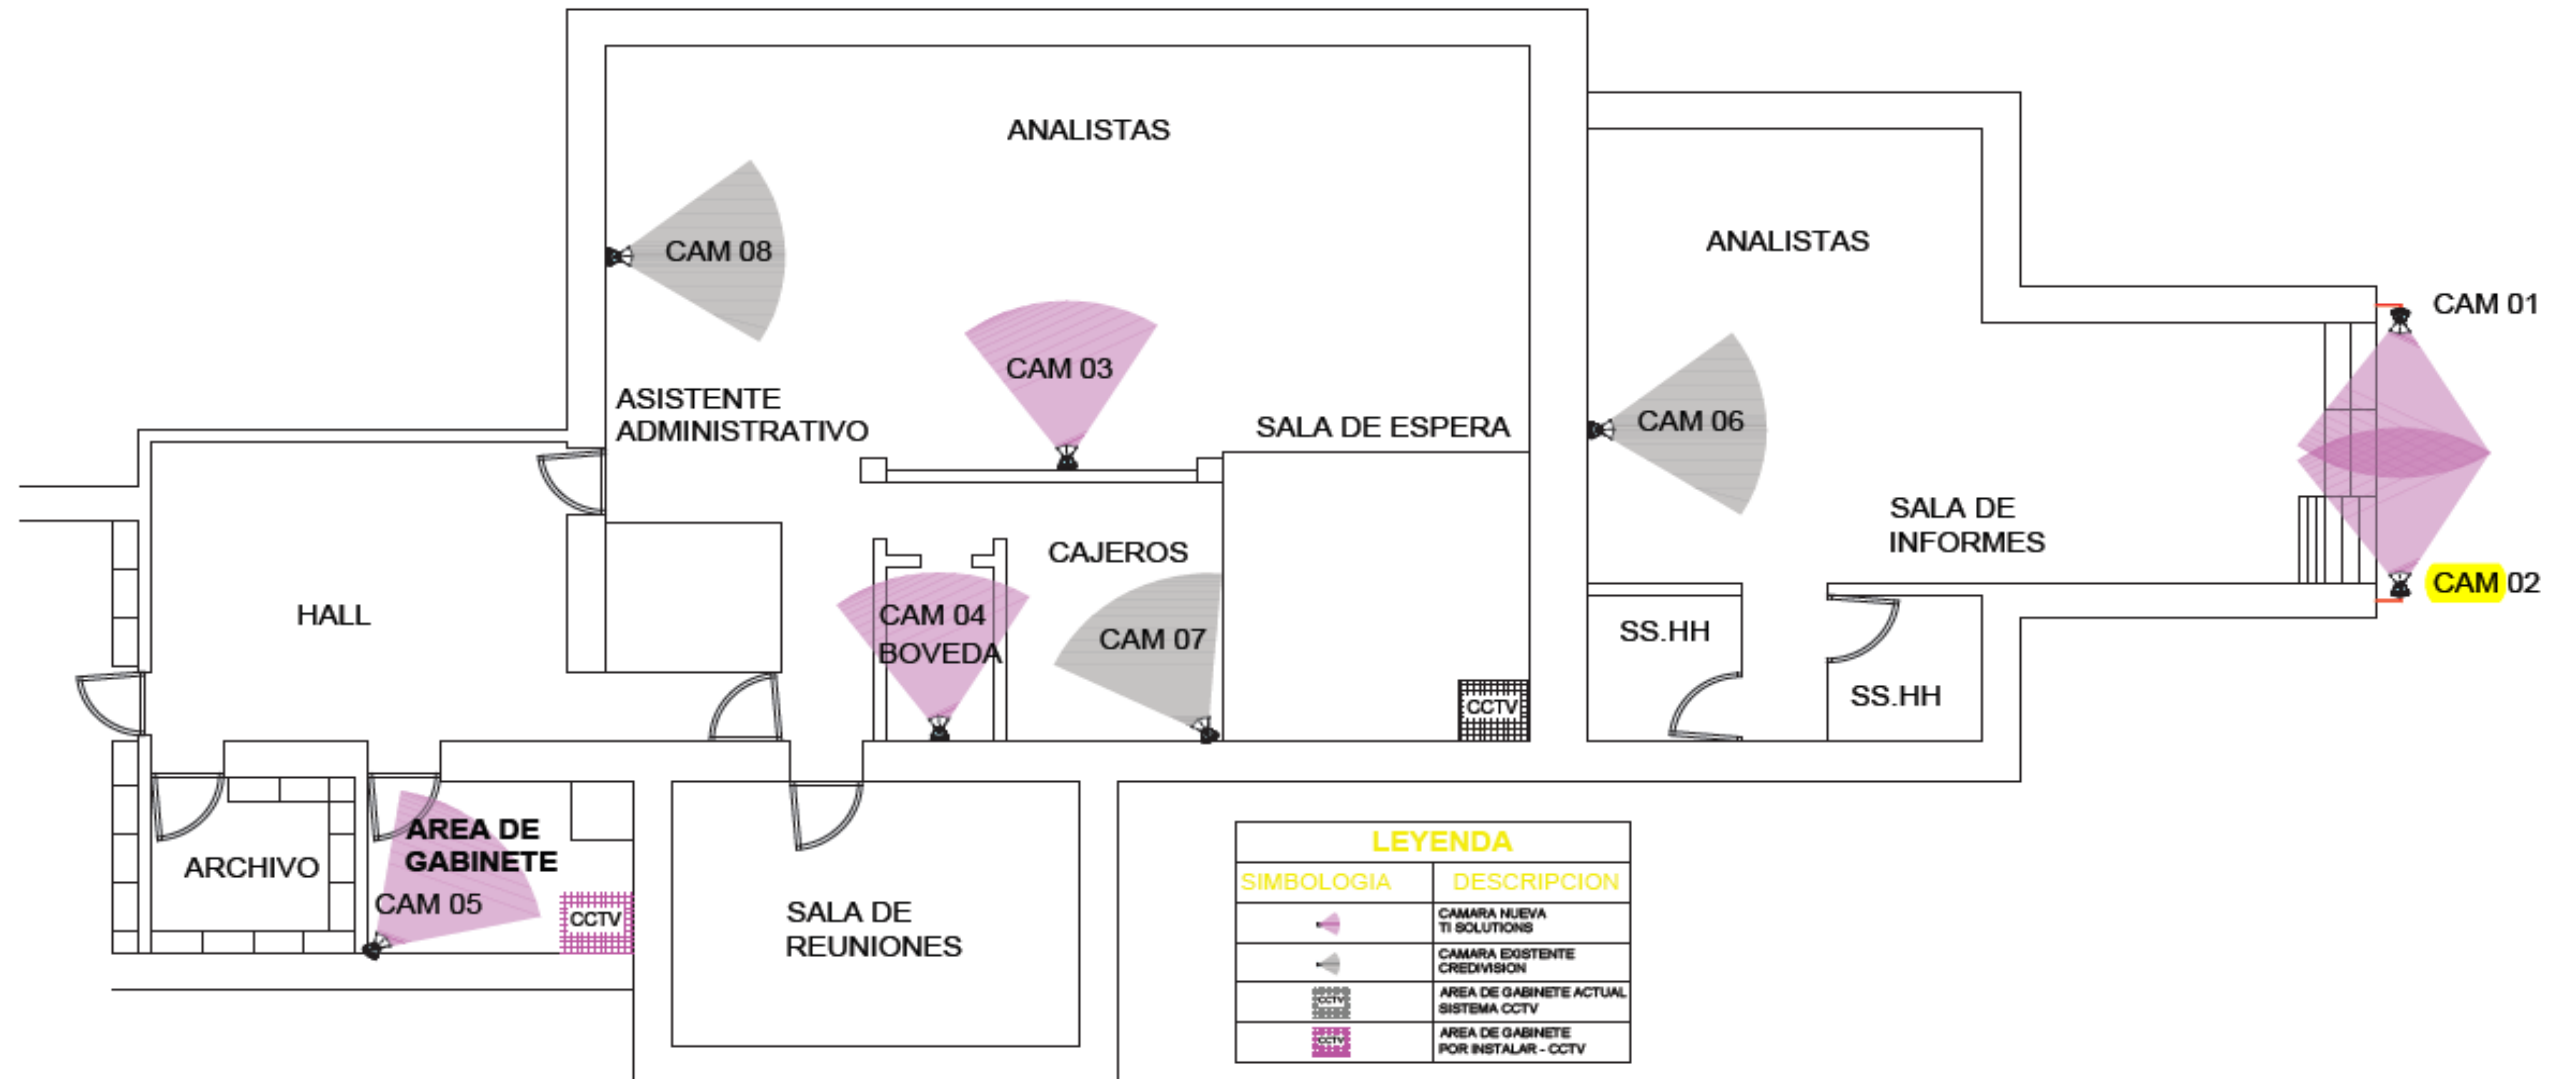 ANALISTAS
ANALISTAS
CAM 08
CAM 01
CAM 03
ASISTENTE
ADMINISTRATIVO
SALA DE ESPERA
CAM 06
SALA DE
INFORMES
CAJEROS
CAM 02
HALL
CAM 04
BOVEDA
CAM 07
SS.HH
SS.HH
CCTV
AREA DE
GABINETE
ARCHIVO
CAM 05
CCTV
SALA DE
REUNIONES
LEYENDA
SIMBOLOGIA
DESCRIPCION
CAMARA NUEVA
TI SOLUTIONS
CAMARA EXISTENTE
CREDIVISION
CCTV
AREA DE GABINETE ACTUAL
SISTEMA CCTV
CCTV
AREA DE GABINETE
POR INSTALAR - CCTV